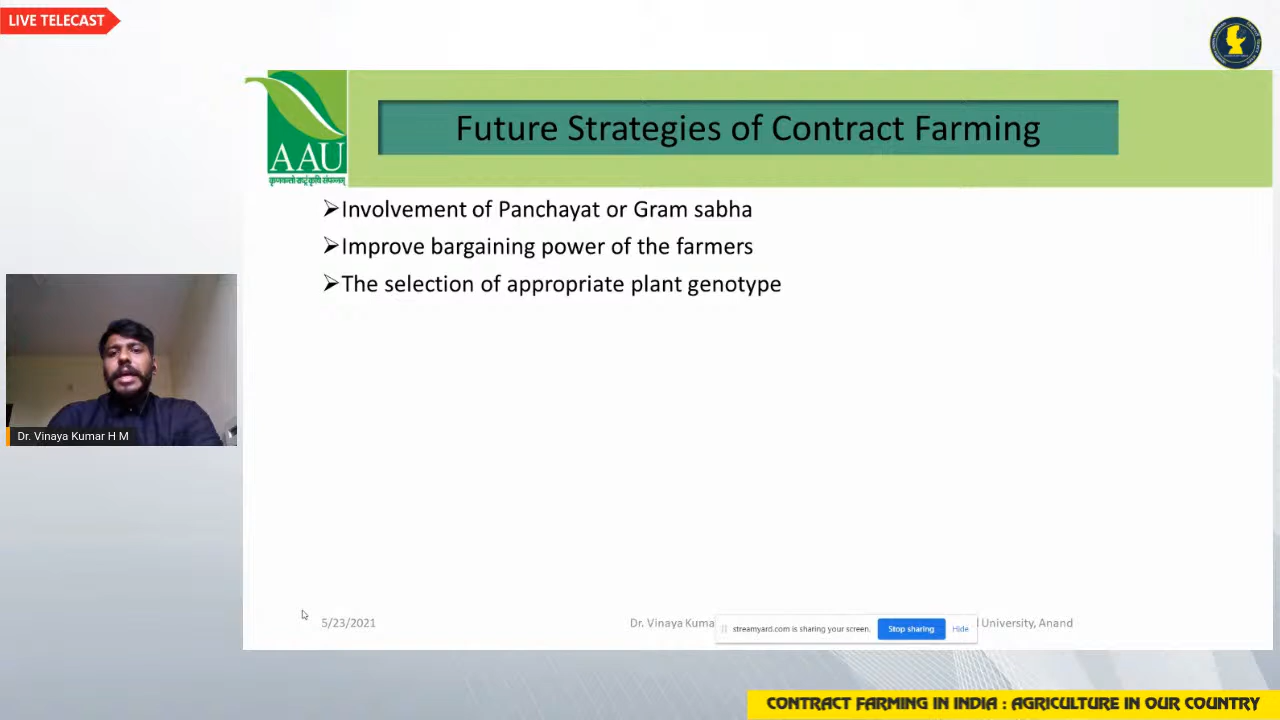 LIVE TELECAST
AAU
Future Strategies of Contract Farming
➢Involvement of Panchayat or Gram sabha
➢Improve bargaining power of the farmers
➢The selection of appropriate plant genotype
Dr. Vinaya Kumar H M
5/23/2021
Dr. Vinaya Kuma
streamyard.com is sharing your screen.
Stop sharing
Hide
University, Anand
CONTRACT FARMING IN INDIA : AGRICULTURE IN OUR COUNTRY